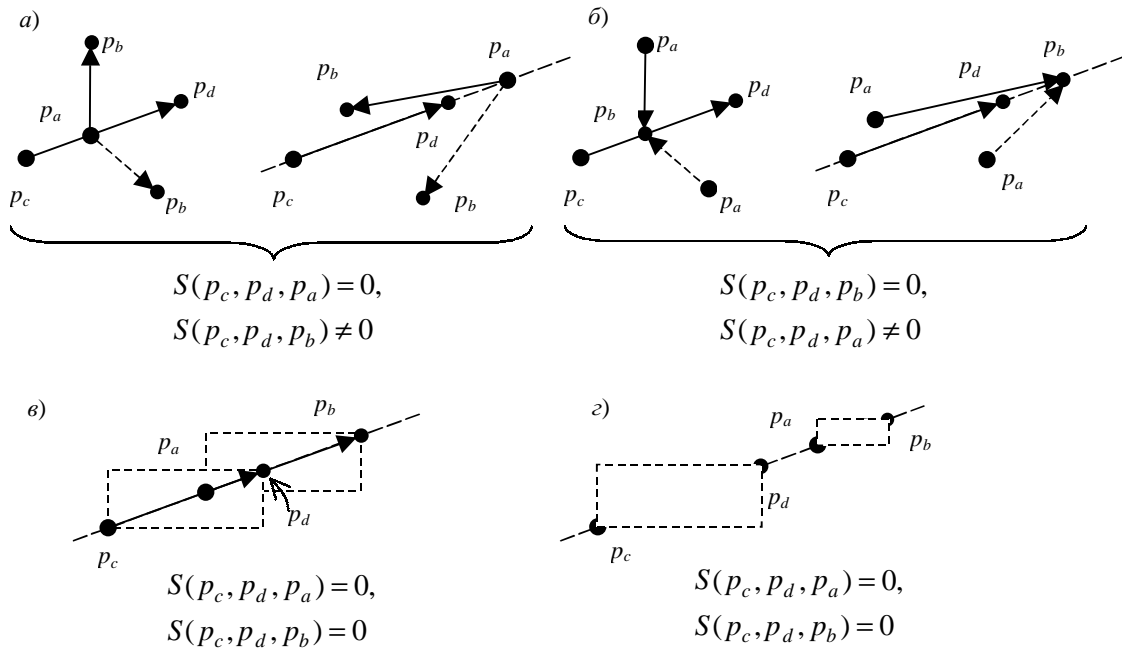 а)
p_b
p_a
p_d
p_c
p_b
p_a
p_b
p_d
p_c
p_b
б)
p_a
p_b
p_d
p_c
p_a
p_b
p_d
p_a
p_c
p_a
S(p_c, p_d, p_a) = 0,
S(p_c, p_d, p_b) ≠ 0
S(p_c, p_d, p_b) = 0,
S(p_c, p_d, p_a) ≠ 0
в)
p_b
p_a
p_d
p_c
г)
p_a
p_b
p_d
p_c
S(p_c, p_d, p_a) = 0,
S(p_c, p_d, p_b) = 0
S(p_c, p_d, p_a) = 0,
S(p_c, p_d, p_b) = 0